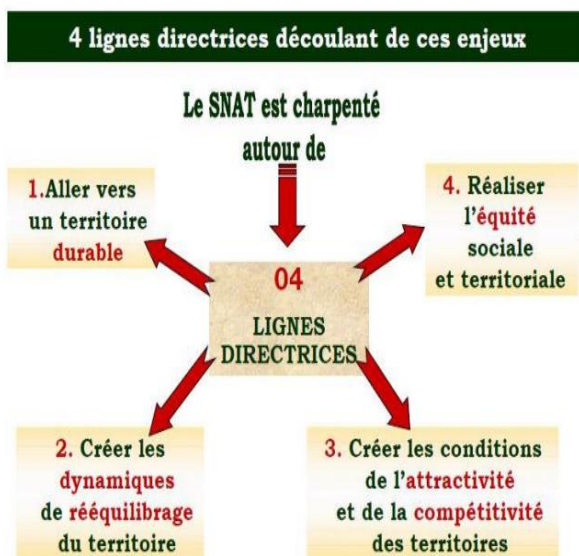 4 lignes directrices découlant de ces enjeux
Le SNAT est charpenté
autour de
1.Aller vers
un territoire
durable
4. Réaliser
l'équité
sociale
et territoriale
04
LIGNES
DIRECTRICES
2. Créer les
dynamiques
de rééquilibrage
du territoire
3. Créer les conditions
de l'attractivité
et de la compétitivité
des territoires